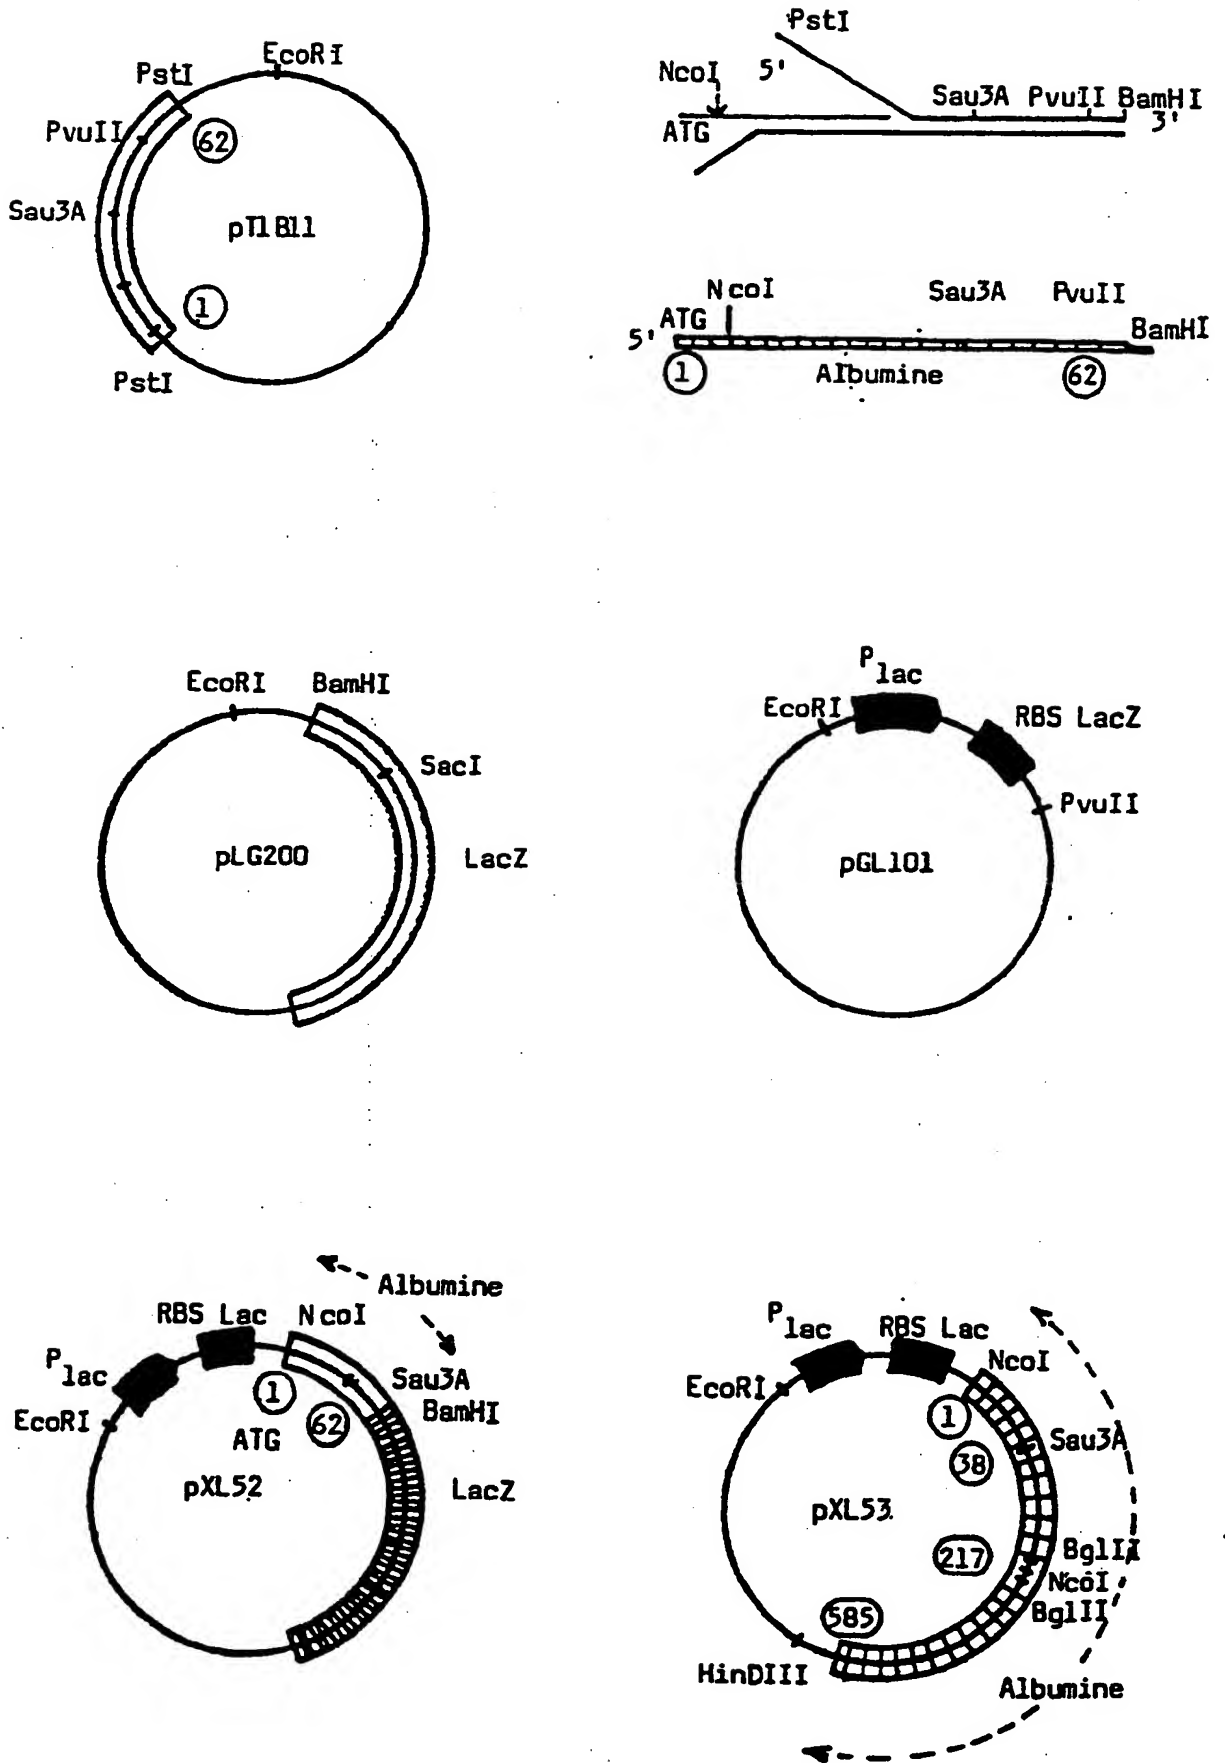 EcoRI
PstI
PvuII
62
Sau3A
pT1B11
1
PstI
PstI
NcoI
5'
Sau3A PvuII BamHI
3'
ATG
NcoI
Sau3A
PvuII
ATG
5'
BamHI
1
Albumine
62
EcoRI
BamHI
SacI
pLG200
LacZ
P lac
EcoRI
RBS LacZ
PvuII
pGL101
Albumine
RBS Lac
NcoI
P lac
Sau3A
1
BamHI
EcoRI
62
ATG
pXL52
LacZ
P lac
RBS Lac
NcoI
EcoRI
1
Sau3A
38
pXL53
217
BglII
NcoI
BglII
585
HinDIII
Albumine